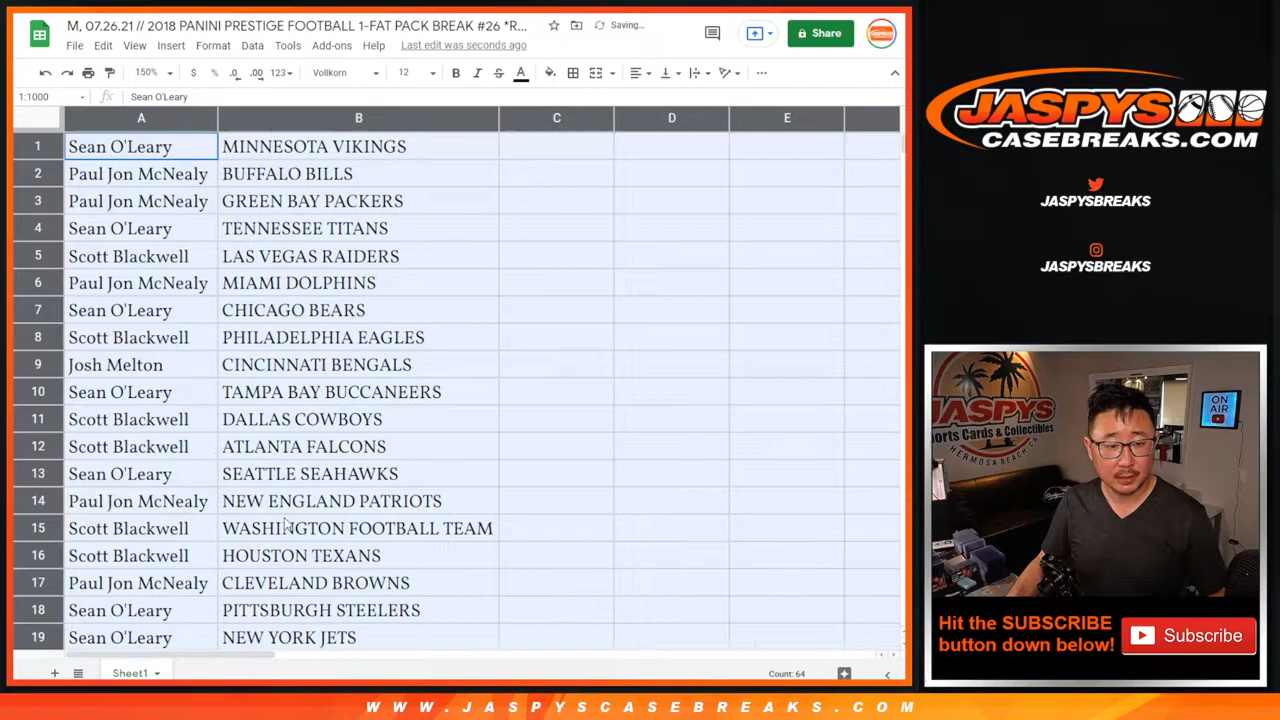 M, 07.26.21 // 2018 PANINI PRESTIGE FOOTBALL 1-FAT PACK BREAK #26 *R...
Saving...
Share
File Edit View Insert Format Data Tools Add-ons Help Last edit was seconds ago
150% $ % .0 .00 123 Vollkorn 12 B I S A
1:1000 fx Sean O'Leary
A B C D E
1 Sean O'Leary MINNESOTA VIKINGS
2 Paul Jon McNealy BUFFALO BILLS
3 Paul Jon McNealy GREEN BAY PACKERS
4 Sean O'Leary TENNESSEE TITANS
5 Scott Blackwell LAS VEGAS RAIDERS
6 Paul Jon McNealy MIAMI DOLPHINS
7 Sean O'Leary CHICAGO BEARS
8 Scott Blackwell PHILADELPHIA EAGLES
9 Josh Melton CINCINNATI BENGALS
10 Sean O'Leary TAMPA BAY BUCCANEERS
11 Scott Blackwell DALLAS COWBOYS
12 Scott Blackwell ATLANTA FALCONS
13 Sean O'Leary SEATTLE SEAHAWKS
14 Paul Jon McNealy NEW ENGLAND PATRIOTS
15 Scott Blackwell WASHINGTON FOOTBALL TEAM
16 Scott Blackwell HOUSTON TEXANS
17 Paul Jon McNealy CLEVELAND BROWNS
18 Sean O'Leary PITTSBURGH STEELERS
19 Sean O'Leary NEW YORK JETS
Sheet1
Count: 64
JASPYS
CASEBREAKS.COM
JASPYSBREAKS
JASPYSBREAKS
JASPYS
Sports Cards & Collectibles
HERMOSA BEACH, CA
ON
AIR
Hit the SUBSCRIBE
button down below!
Subscribe
WWW.JASPYSCASEBREAKS.COM